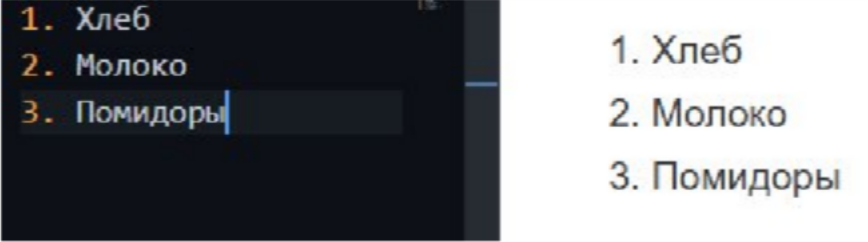 1. Хлеб
2. Молоко
3. Помидоры
1. Хлеб
2. Молоко
3. Помидоры